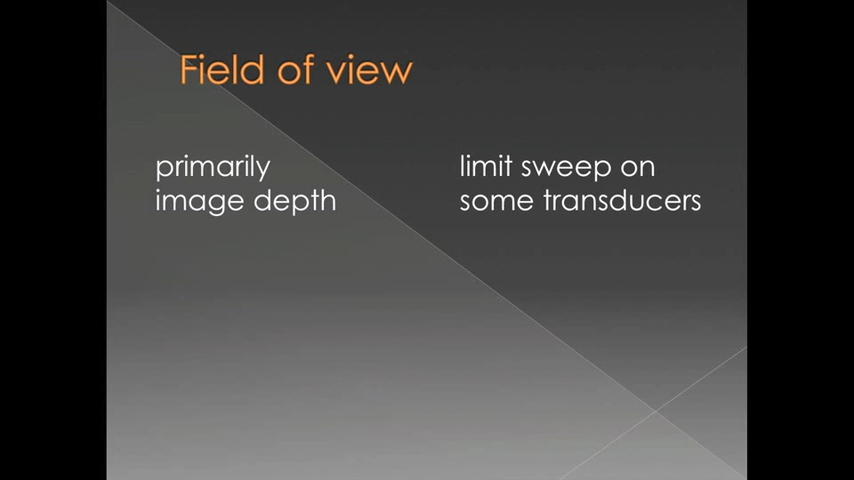 Field of view
primarily
image depth
limit sweep on
some transducers